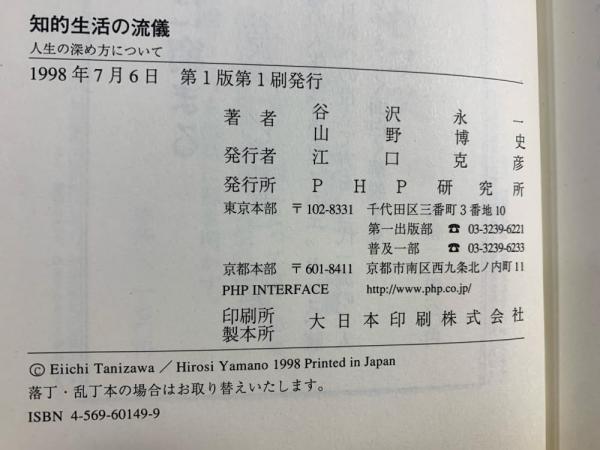 知的生活の流儀
人生の深め方について
1998年7月6日 第1版第1刷発行
著者 谷沢永一
山野博史
発行者 江口克彦
発行所 PHP研究所
東京本部 〒102-8331 千代田区三番町3番地10
第一出版部 ☎ 03-3239-6221
普及一部 ☎ 03-3239-6233
京都本部 〒601-8411 京都市南区西九条北ノ内町11
PHP INTERFACE http://www.php.co.jp/
印刷所
製本所 大日本印刷株式会社
© Eiichi Tanizawa / Hirosi Yamano 1998 Printed in Japan
落丁・乱丁本の場合はお取り替えいたします。
ISBN 4-569-60149-9